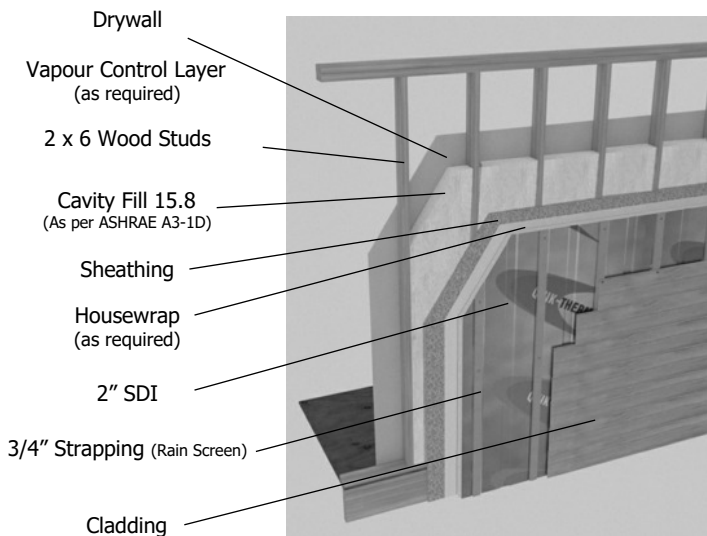 Drywall
Vapour Control Layer
(as required)
2 x 6 Wood Studs
Cavity Fill 15.8
(As per ASHRAE A3-1D)
Sheathing
Housewrap
(as required)
2” SDI
3/4” Strapping (Rain Screen)
Cladding